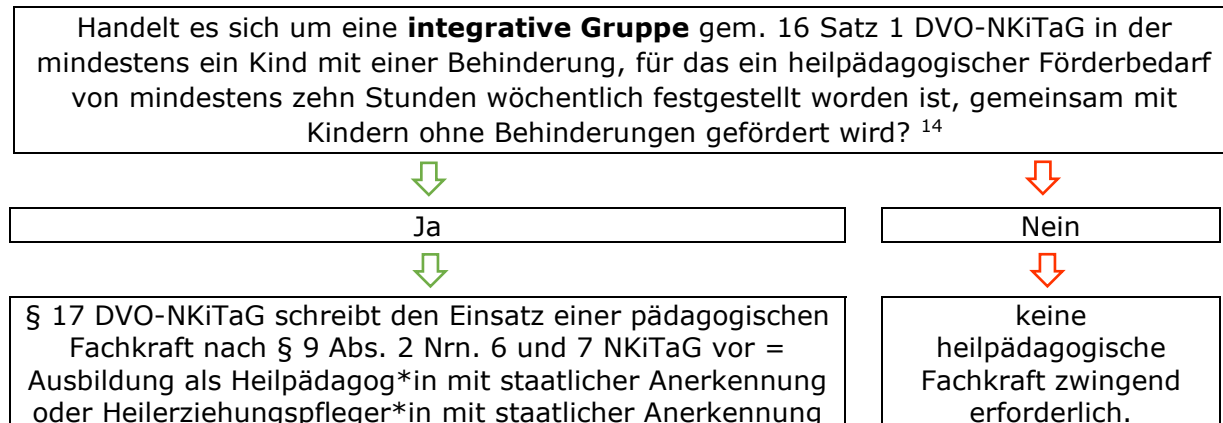 Handelt es sich um eine integrative Gruppe gem. 16 Satz 1 DVO-NKiTaG in der
mindestens ein Kind mit einer Behinderung, für das ein heilpädagogischer Förderbedarf
von mindestens zehn Stunden wöchentlich festgestellt worden ist, gemeinsam mit
Kindern ohne Behinderungen gefördert wird? 14
Ja
Nein
§ 17 DVO-NKiTaG schreibt den Einsatz einer pädagogischen
Fachkraft nach § 9 Abs. 2 Nrn. 6 und 7 NKiTaG vor =
Ausbildung als Heilpädagog*in mit staatlicher Anerkennung
oder Heilerziehungspfleger*in mit staatlicher Anerkennung
keine
heilpädagogische
Fachkraft zwingend
erforderlich.